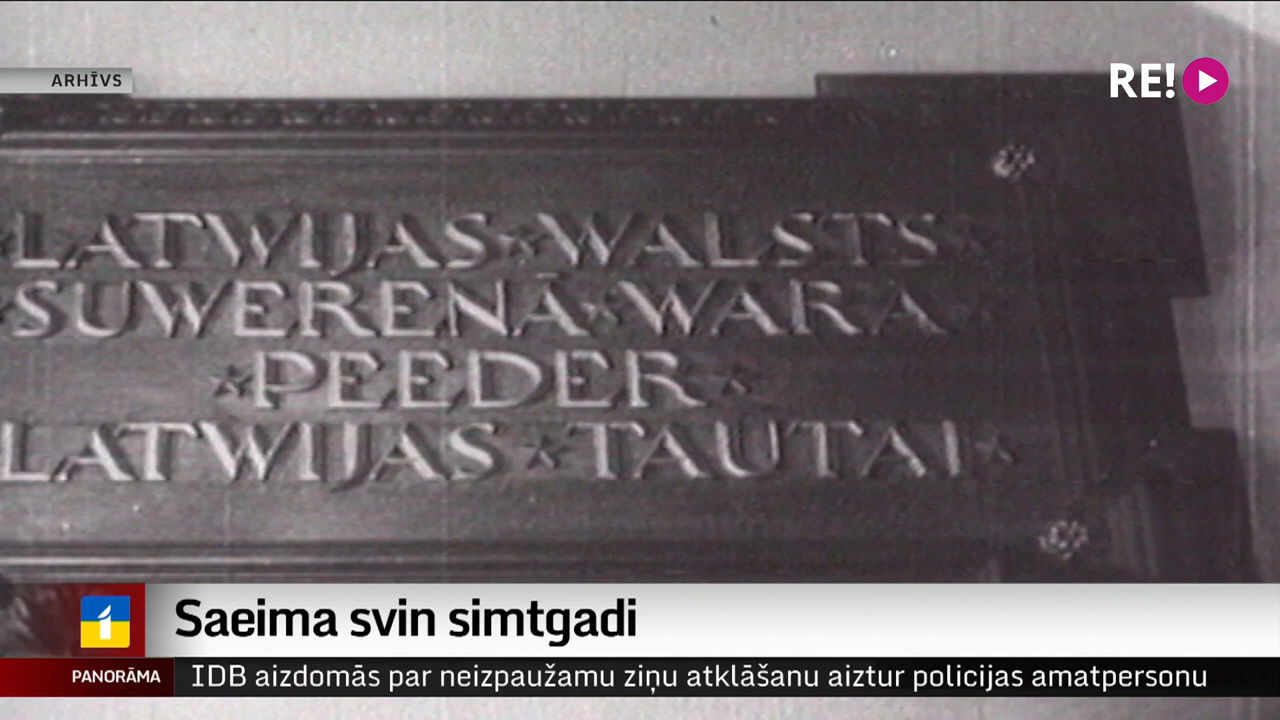 ARHĪVS
RE!
LATWIJAS WALSTS
SUWERENĀ WARA
PEEDER
LATWIJAS TAUTAI
1
Saeima svin simtgadi
PANORĀMA
IDB aizdomās par neizpaužamu ziņu atklāšanu aiztur policijas amatpersonu